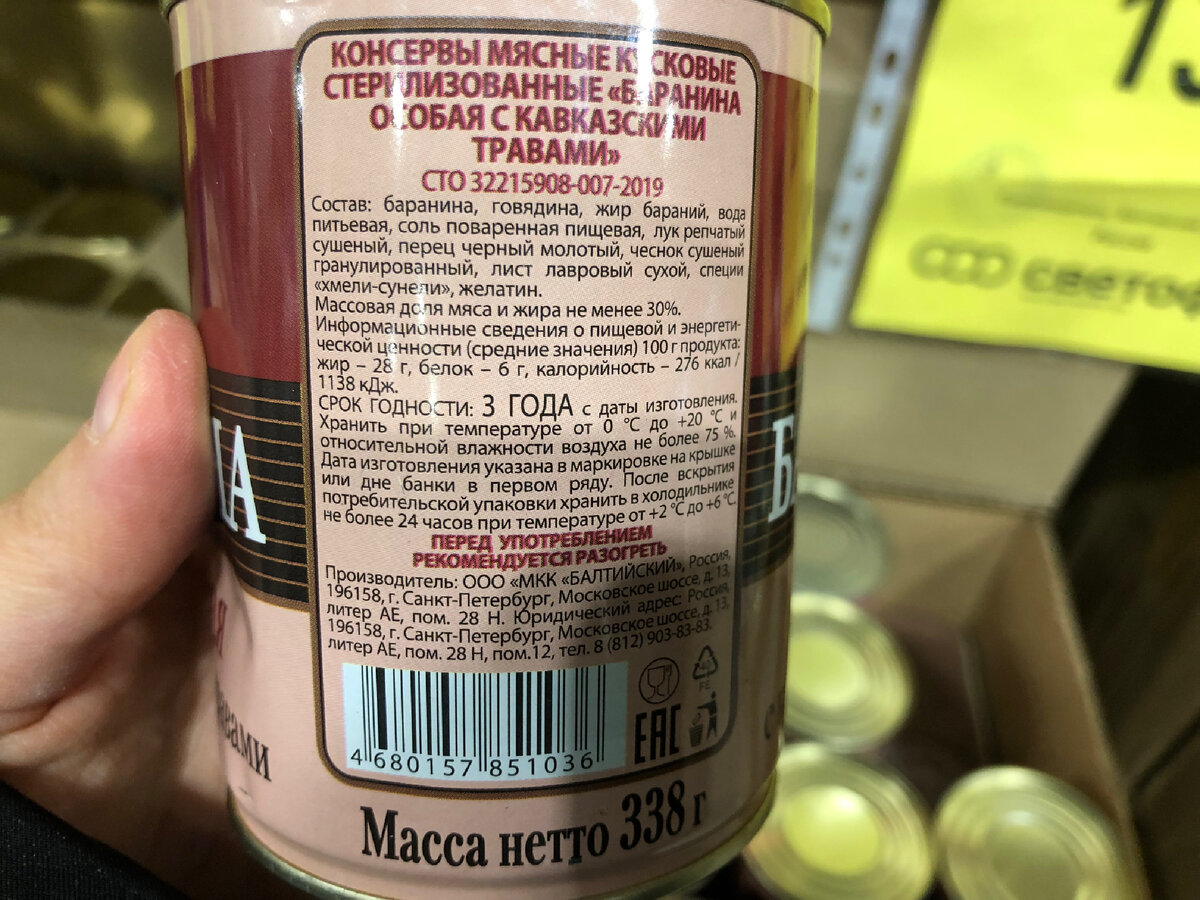 КОНСЕРВЫ МЯСНЫЕ КУСКОВЫЕ
СТЕРИЛИЗОВАННЫЕ «БАРАНИНА
ОСОБАЯ С КАВКАЗСКИМИ
ТРАВАМИ»
СТО 32215908-007-2019
Состав: баранина, говядина, жир бараний, вода
питьевая, соль поваренная пищевая, лук репчатый
сушеный, перец черный молотый, чеснок сушеный
гранулированный, лист лавровый сухой, специи
«хмели-сунели», желатин.
Массовая доля мяса и жира не менее 30%.
Информационные сведения о пищевой и энергети-
ческой ценности (средние значения) 100 г продукта:
жир – 28 г, белок – 6 г, калорийность – 276 ккал /
1138 кДж.
СРОК ГОДНОСТИ: 3 ГОДА с даты изготовления.
Хранить при температуре от 0 °С до +20 °С и
относительной влажности воздуха не более 75 %.
Дата изготовления указана в маркировке на крышке
или дне банки в первом ряду. После вскрытия
потребительской упаковки хранить в холодильнике
не более 24 часов при температуре от +2 °С до +6 °С.
ПЕРЕД УПОТРЕБЛЕНИЕМ
РЕКОМЕНДУЕТСЯ РАЗОГРЕТЬ
Производитель: ООО «МКК «БАЛТИЙСКИЙ», Россия,
196158, г. Санкт-Петербург, Московское шоссе, д. 13,
литер АЕ, пом. 28 Н. Юридический адрес: Россия,
196158, г. Санкт-Петербург, Московское шоссе, д. 13,
литер АЕ, пом. 28 Н, пом.12, тел. 8 (812) 903-83-83.
40
FE
EAC
4 680157 851036
Масса нетто 338 г